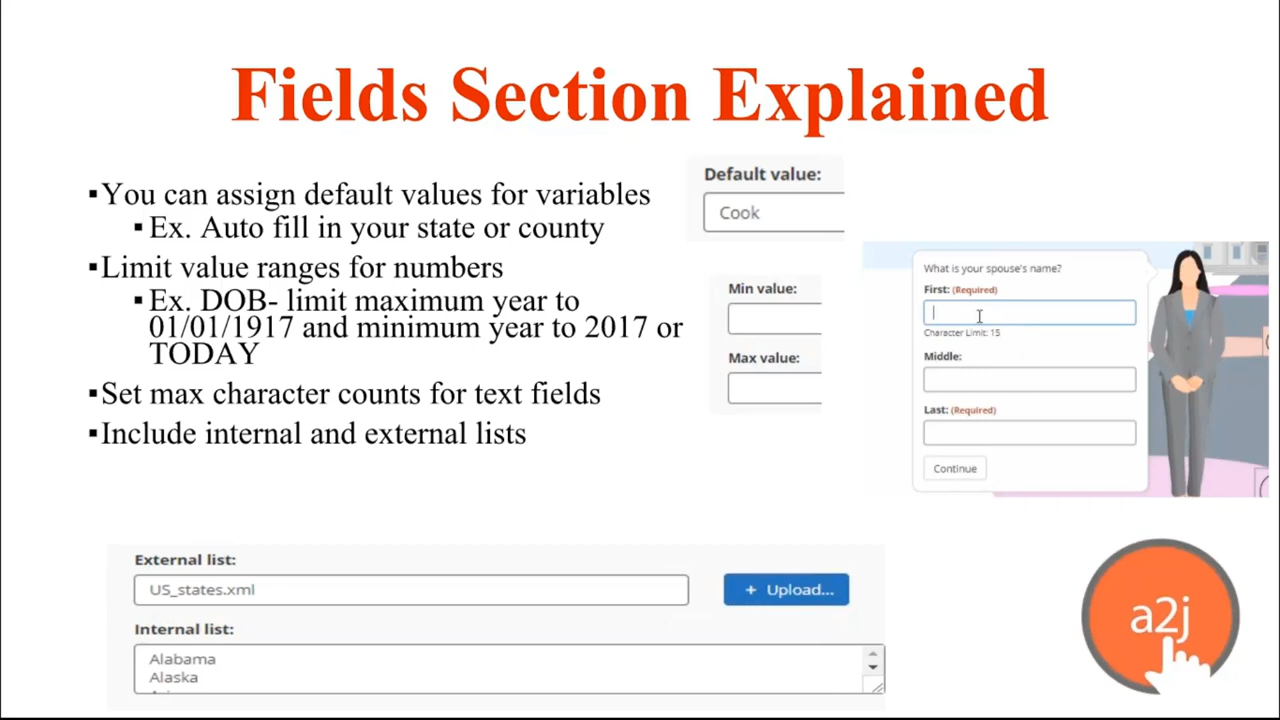 Fields Section Explained
▪You can assign default values for variables
▪Ex. Auto fill in your state or county
▪Limit value ranges for numbers
▪Ex. DOB- limit maximum year to
01/01/1917 and minimum year to 2017 or
TODAY
▪Set max character counts for text fields
▪Include internal and external lists
Default value:
Cook
Min value:
Max value:
What is your spouse's name?
First: (Required)
Character Limit: 15
Middle:
Last: (Required)
Continue
External list:
US_states.xml
+ Upload...
Internal list:
Alabama
Alaska
a2j